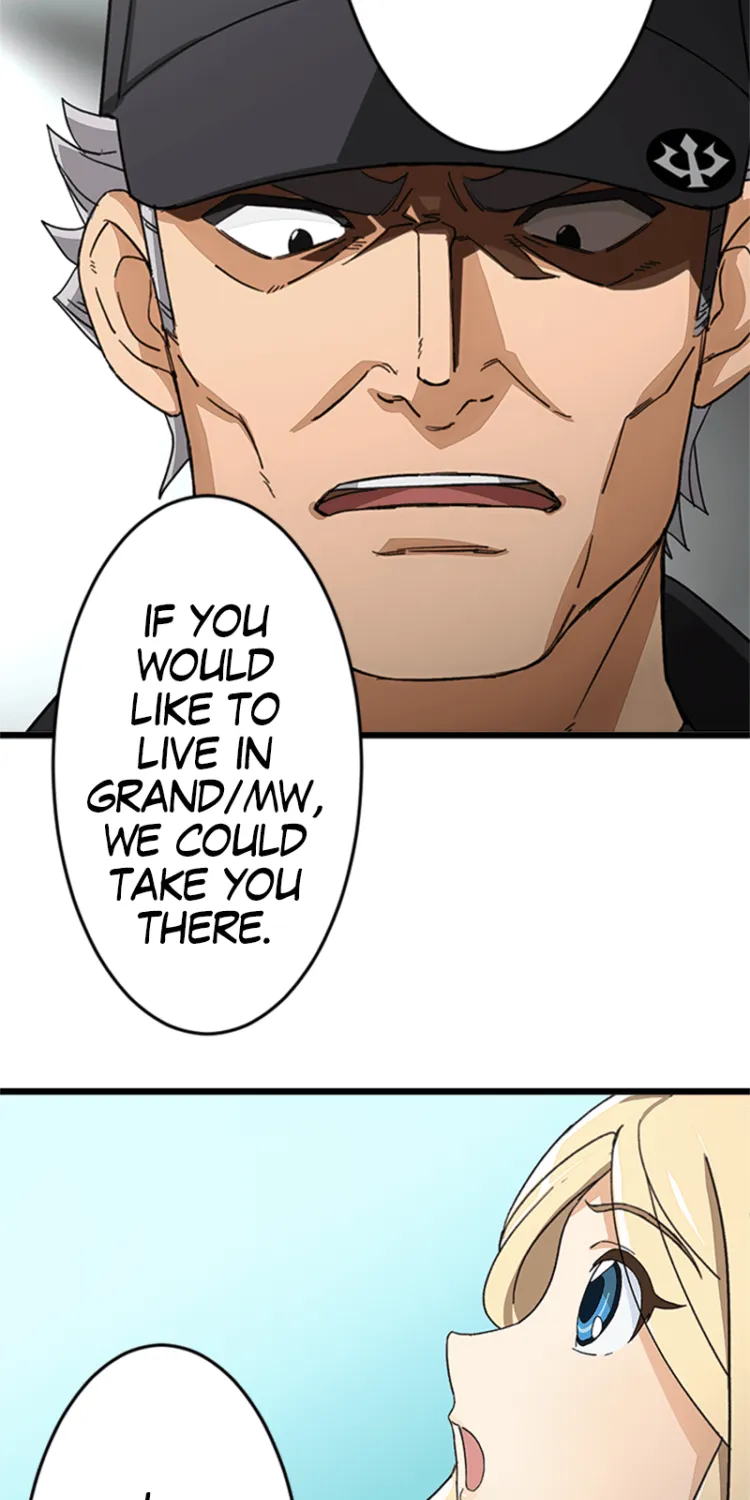 IF YOU
WOULD
LIKE TO
LIVE IN
GRAND/MW,
WE COULD
TAKE YOU
THERE.